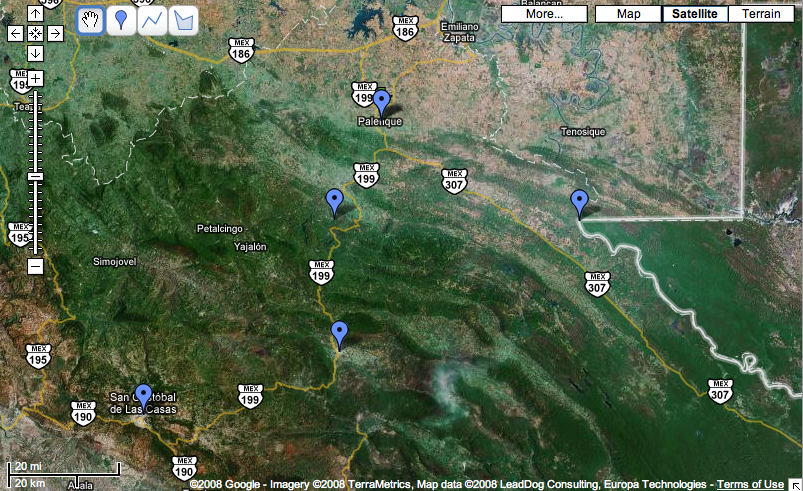 Balancan
More...
Map
Satellite
Terrain
MEX
186
MEX
186
Emiliano
Zapata
MEX
199
Palenque
Tenosique
MEX
199
MEX
307
Petalcingo
Yajalón
MEX
195
Simojovel
MEX
199
MEX
307
MEX
195
San Cristóbal
de Las Casas
MEX
199
MEX
307
MEX
190
MEX
190
20 mi
20 km
©2008 Google - Imagery ©2008 TerraMetrics, Map data ©2008 LeadDog Consulting, Europa Technologies - Terms of Use